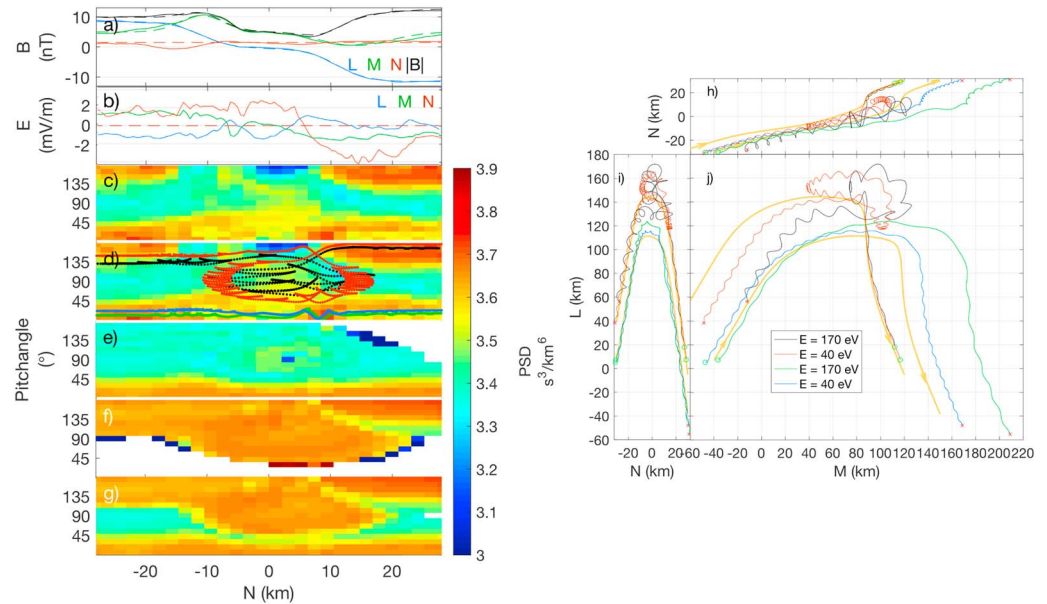 a)
10
0
-10
B
(nT)
L M N |B|
b)
2
0
-2
E
(mV/m)
L M N
c)
135
90
45
d)
135
90
45
e)
135
90
45
f)
135
90
45
g)
135
90
45
Pitchangle
(°)
-20 -10 0 10 20
N (km)
3.9
3.8
3.7
3.6
3.5
3.4
3.3
3.2
3.1
3
PSD
s³/km⁶
h)
20
0
-20
N (km)
i)
180
160
140
120
100
80
60
40
20
0
-20
-40
-60
L (km)
-20 0 20
N (km)
j)
E = 170 eV
E = 40 eV
E = 170 eV
E = 40 eV
-60 -40 -20 0 20 40 60 80 100 120 140 160 180 200 220
M (km)